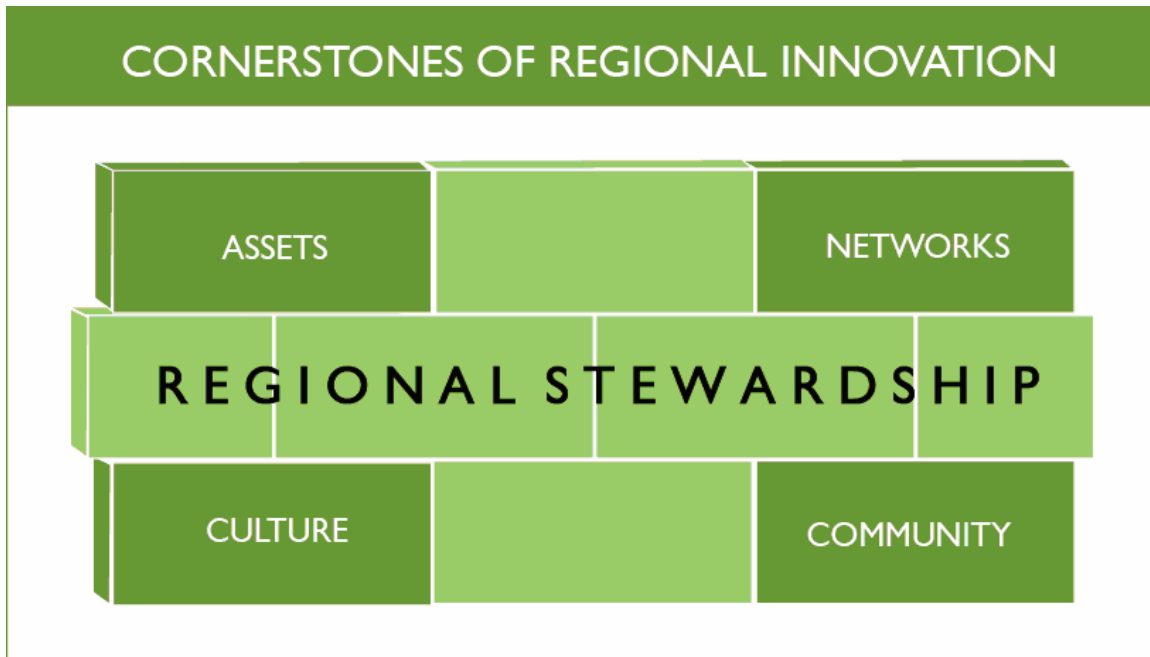 CORNERSTONES OF REGIONAL INNOVATION
ASSETS
NETWORKS
REGIONAL STEWARDSHIP
CULTURE
COMMUNITY